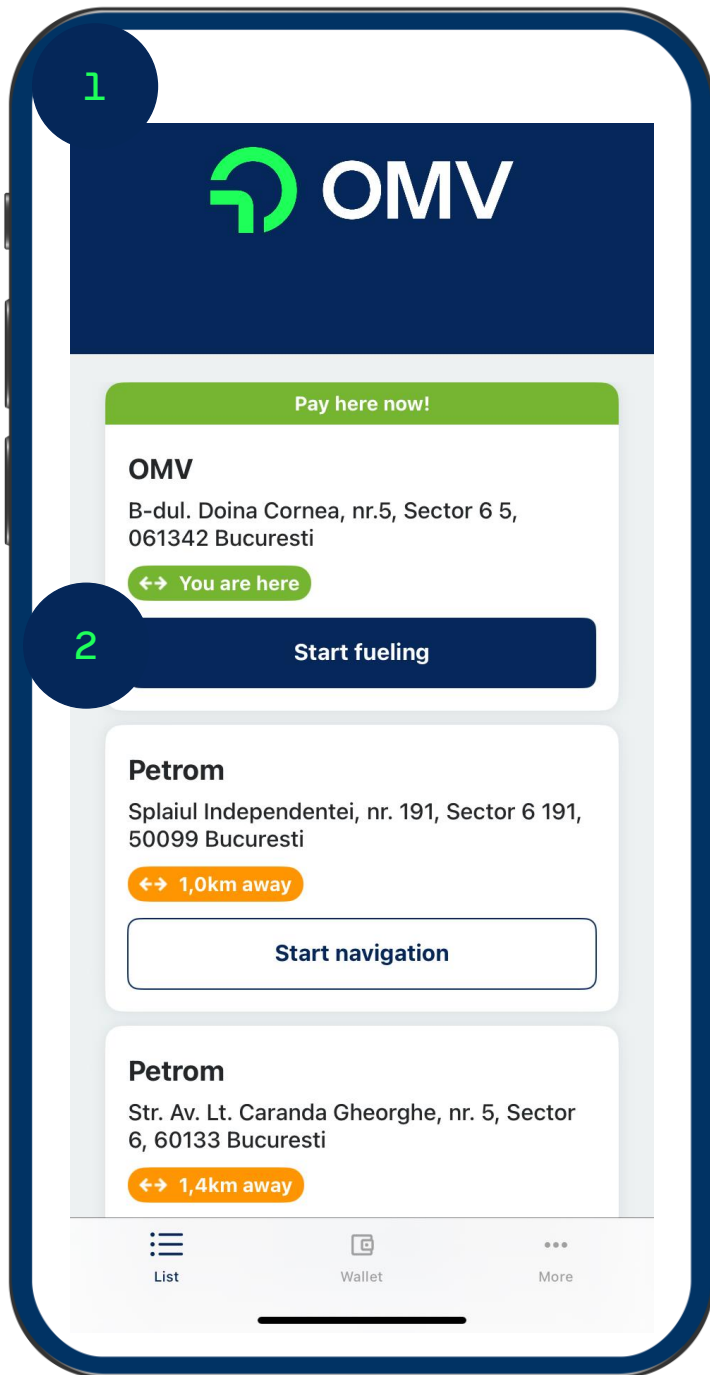 1
OMV
Pay here now!
OMV
B-dul. Doina Cornea, nr.5, Sector 6 5,
061342 Bucuresti
You are here
2
Start fueling
Petrom
Splaiul Independentei, nr. 191, Sector 6 191,
50099 Bucuresti
1,0km away
Start navigation
Petrom
Str. Av. Lt. Caranda Gheorghe, nr. 5, Sector
6, 60133 Bucuresti
1,4km away
List
Wallet
More